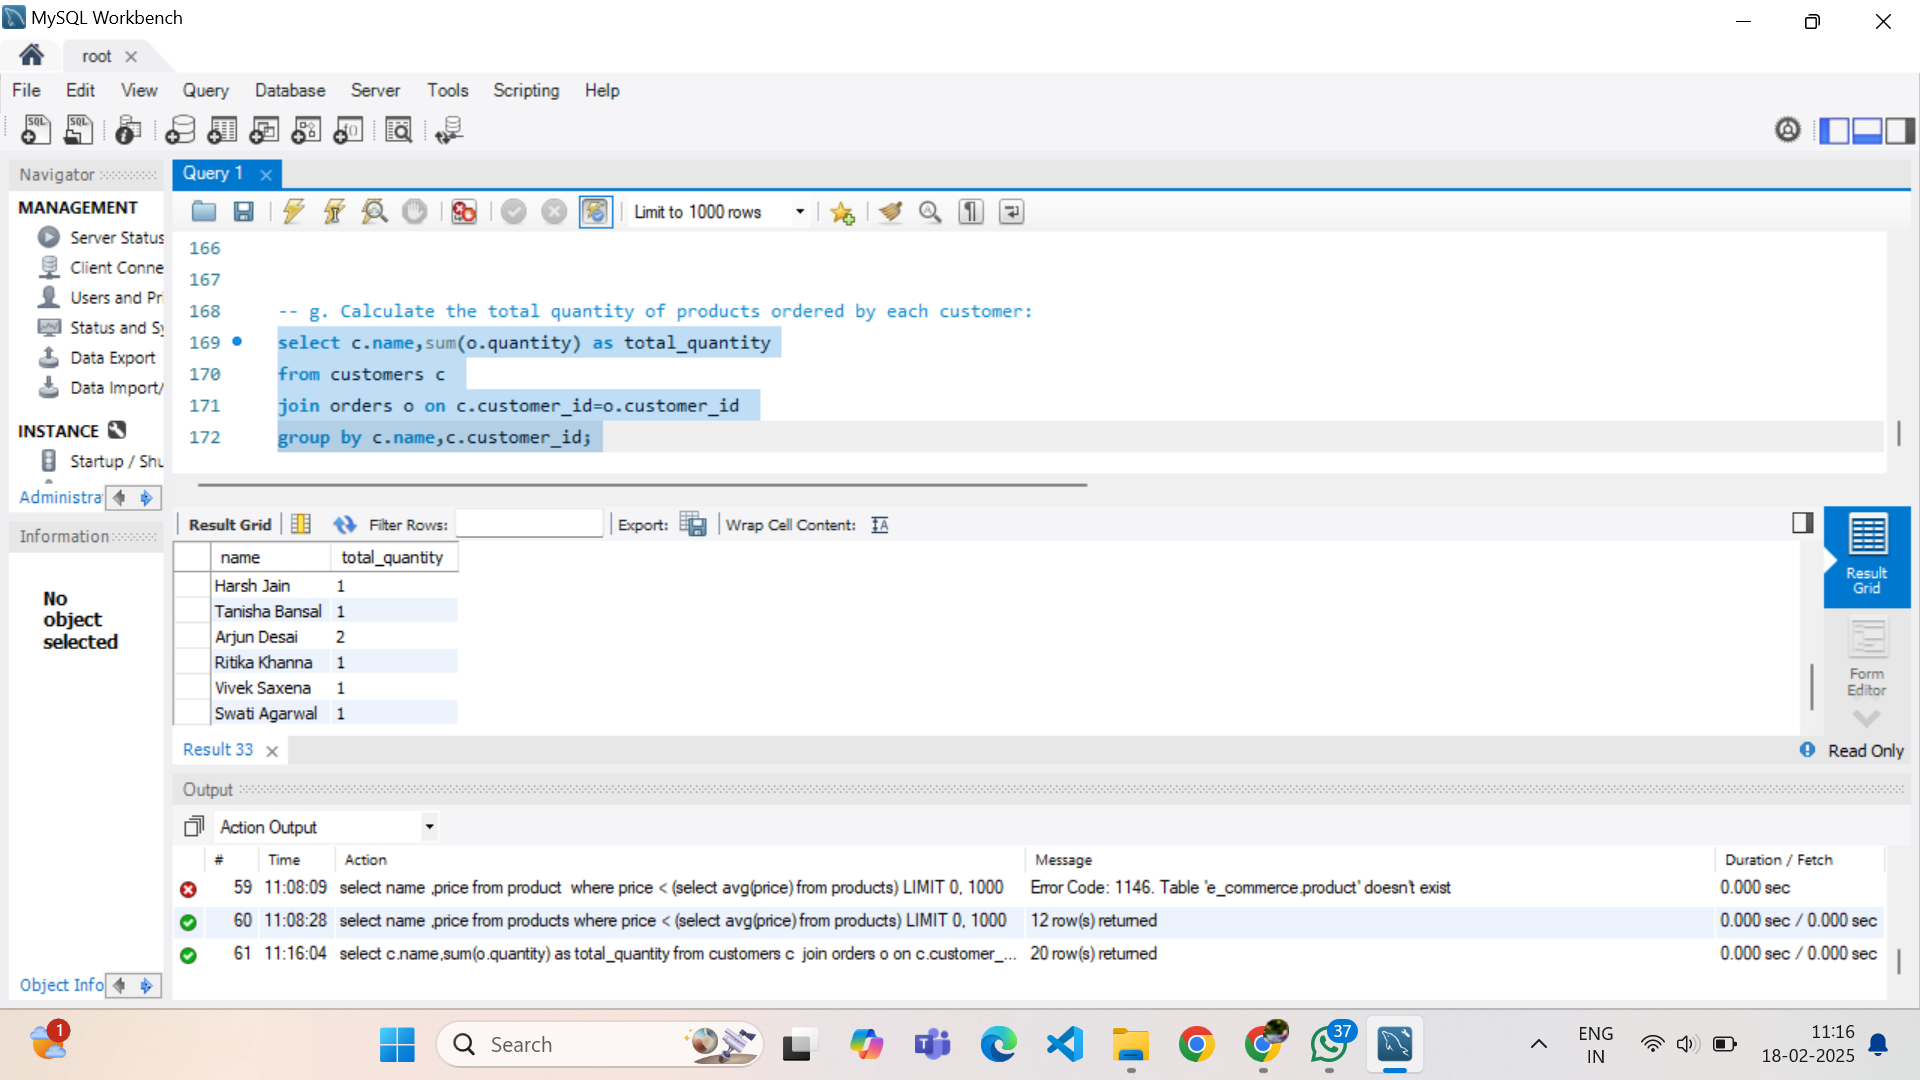 MySQL Workbench
root
File Edit View Query Database Server Tools Scripting Help
Navigator
MANAGEMENT
Server Status
Client Conne
Users and Pri
Status and Sy
Data Export
Data Import/
INSTANCE
Startup / Shu
Administra
Information
No
object
selected
Object Info
Query 1
Limit to 1000 rows
166
167
168 -- g. Calculate the total quantity of products ordered by each customer:
169 select c.name,sum(o.quantity) as total_quantity
170 from customers c
171 join orders o on c.customer_id=o.customer_id
172 group by c.name,c.customer_id;
Result Grid Filter Rows: Export: Wrap Cell Content:
name total_quantity
Harsh Jain 1
Tanisha Bansal 1
Arjun Desai 2
Ritika Khanna 1
Vivek Saxena 1
Swati Agarwal 1
Result
Grid
Form
Editor
Result 33
Read Only
Output
Action Output
# Time Action Message Duration / Fetch
59 11:08:09 select name ,price from product where price < (select avg(price) from products) LIMIT 0, 1000 Error Code: 1146. Table 'e_commerce.product' doesn't exist 0.000 sec
60 11:08:28 select name ,price from products where price < (select avg(price) from products) LIMIT 0, 1000 12 row(s) returned 0.000 sec / 0.000 sec
61 11:16:04 select c.name,sum(o.quantity) as total_quantity from customers c join orders o on c.customer_... 20 row(s) returned 0.000 sec / 0.000 sec
1
Search
37
ENG
IN
11:16
18-02-2025